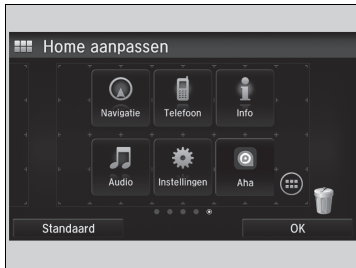 Home aanpassen
Navigatie Telefoon Info
Audio Instellingen Aha
Standaard OK